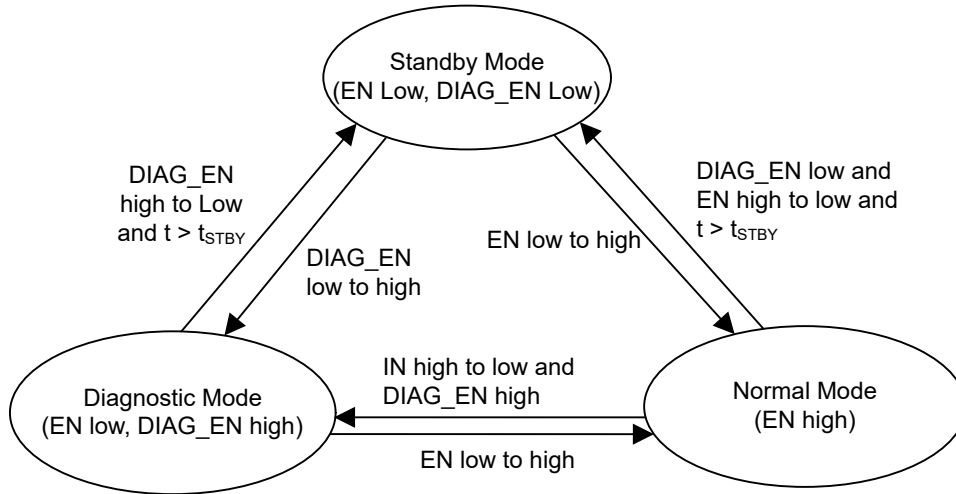 Standby Mode
(EN Low, DIAG_EN Low)
DIAG_EN
high to Low
and t > tSTBY
DIAG_EN
low to high
EN low to high
DIAG_EN low and
EN high to low and
t > tSTBY
Diagnostic Mode
(EN low, DIAG_EN high)
IN high to low and
DIAG_EN high
EN low to high
Normal Mode
(EN high)